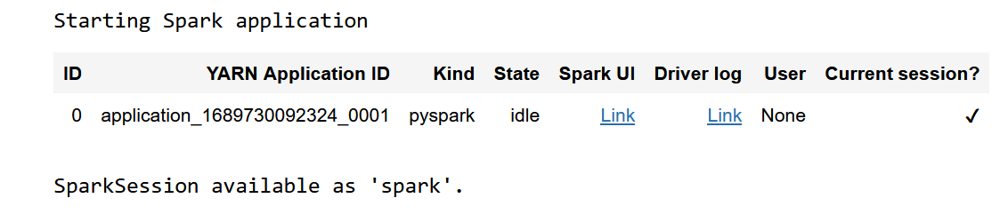 Starting Spark application
ID YARN Application ID Kind State Spark UI Driver log User Current session?
0 application_1689730092324_0001 pyspark idle Link Link None ✓
SparkSession available as 'spark'.